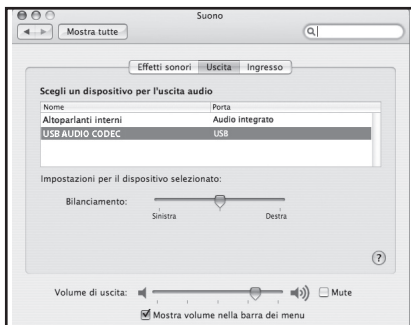 Suono
Mostra tutte
Effetti sonori Uscita Ingresso
Scegli un dispositivo per l'uscita audio
Nome Porta
Altoparlanti interni Audio integrato
USB AUDIO CODEC USB
Impostazioni per il dispositivo selezionato:
Bilanciamento:
Sinistra Destra
?
Volume di uscita: Mute
Mostra volume nella barra dei menu